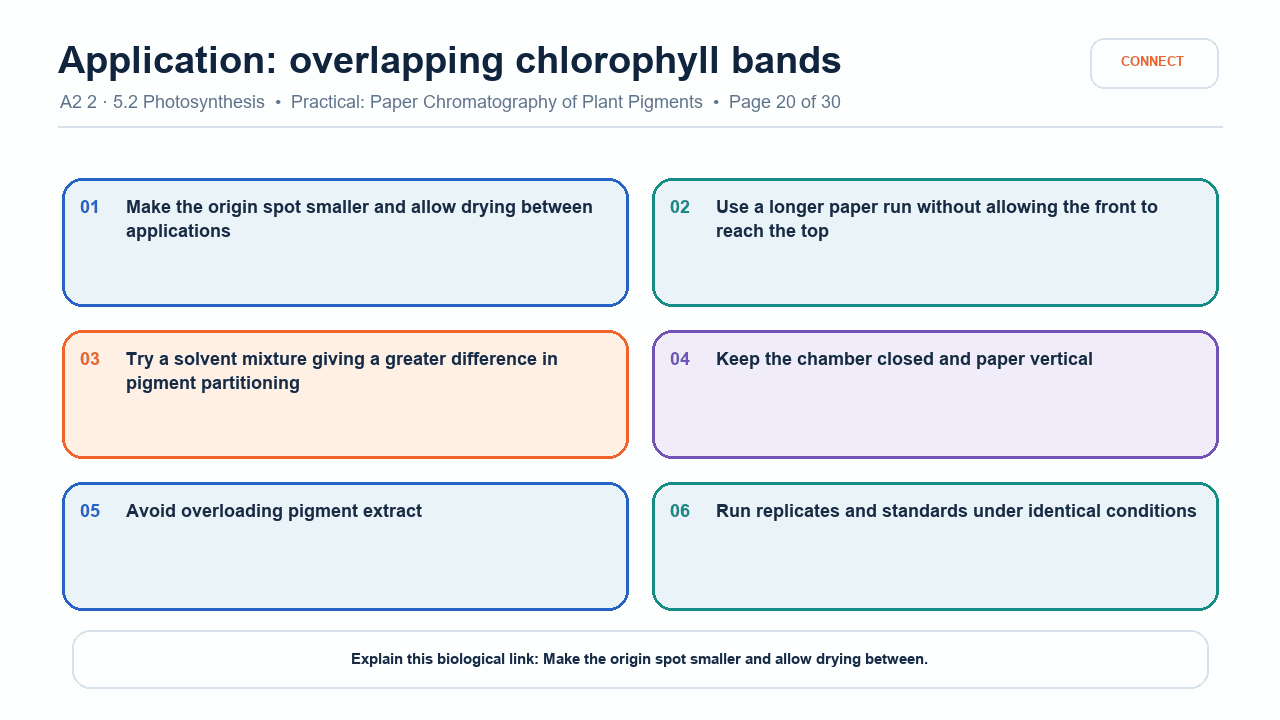 Application: overlapping chlorophyll bands
CONNECT
A2 2 · 5.2 Photosynthesis • Practical: Paper Chromatography of Plant Pigments • Page 20 of 30
01 Make the origin spot smaller and allow drying between
applications
02 Use a longer paper run without allowing the front to
reach the top
03 Try a solvent mixture giving a greater difference in
pigment partitioning
04 Keep the chamber closed and paper vertical
05 Avoid overloading pigment extract
06 Run replicates and standards under identical conditions
Explain this biological link: Make the origin spot smaller and allow drying between.